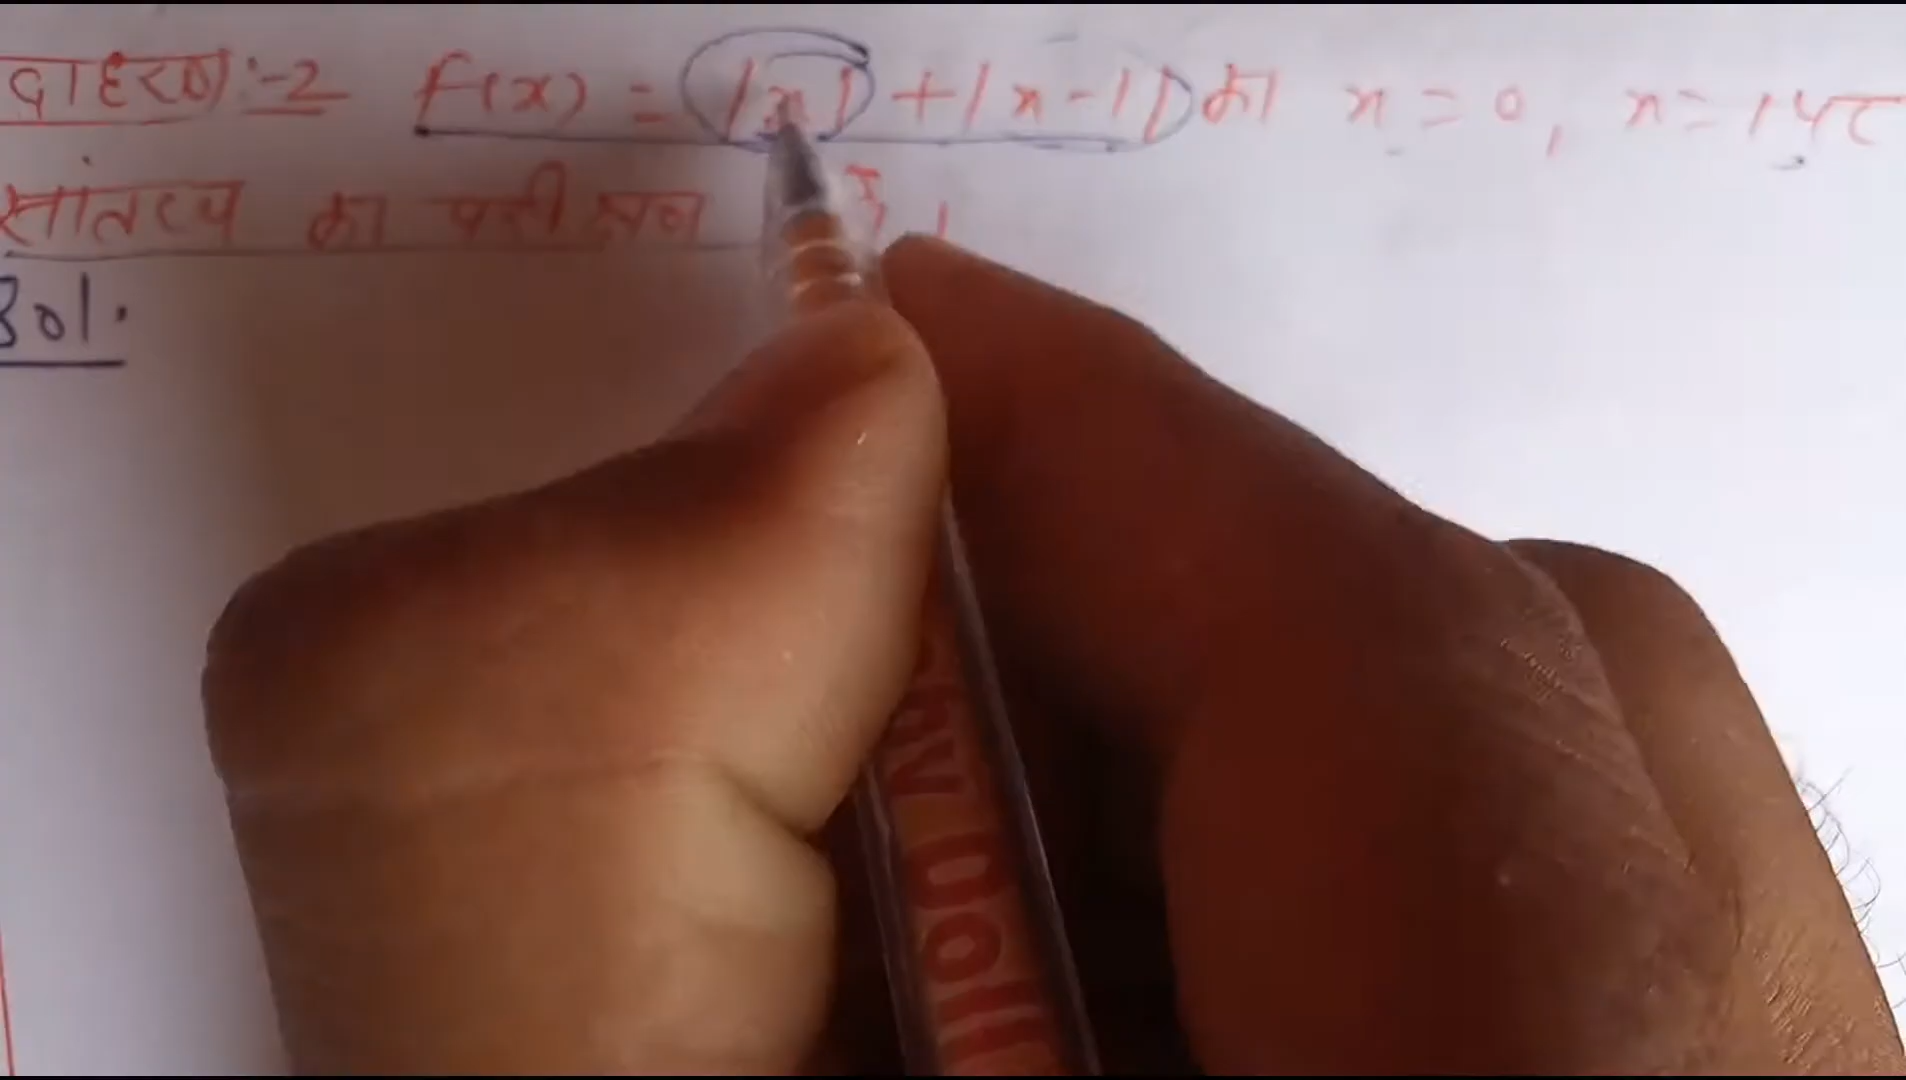 दाहरण :-2 f(x) = |x| + |x-1| का x = 0, x = 1 पर
सांतत्य का परीक्षण
Sol.